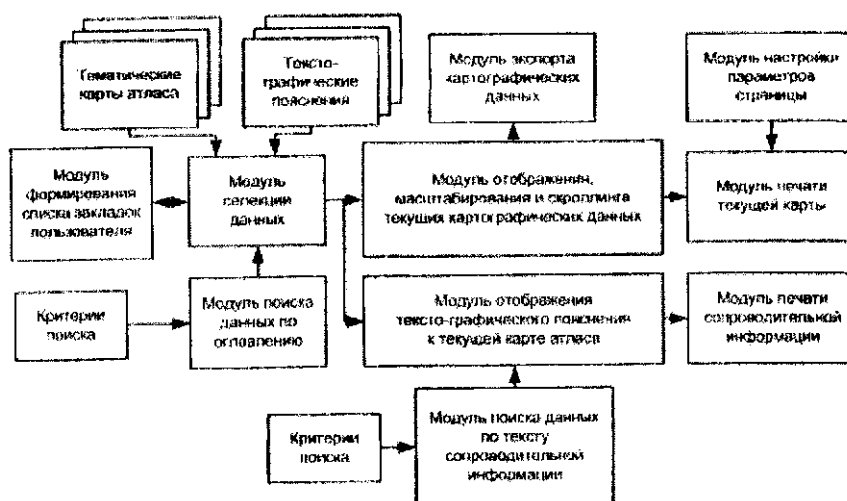 Тематические
карты атласа
Тексто-
графические
пояснения
Модуль экспорта
картографических
данных
Модуль настройки
параметров
страницы
Модуль
формирования
списка закладок
пользователя
Модуль
селекции
данных
Модуль отображения,
масштабирования и скроллинга
текущих картографических данных
Модуль печати
текущей карты
Критерии
поиска
Модуль поиска
данных по
оглавлению
Модуль отображения
тексто-графического пояснения
к текущей карте атласа
Модуль печати
сопроводительной
информации
Критерии
поиска
Модуль поиска данных
по тексту
сопроводительной
информации